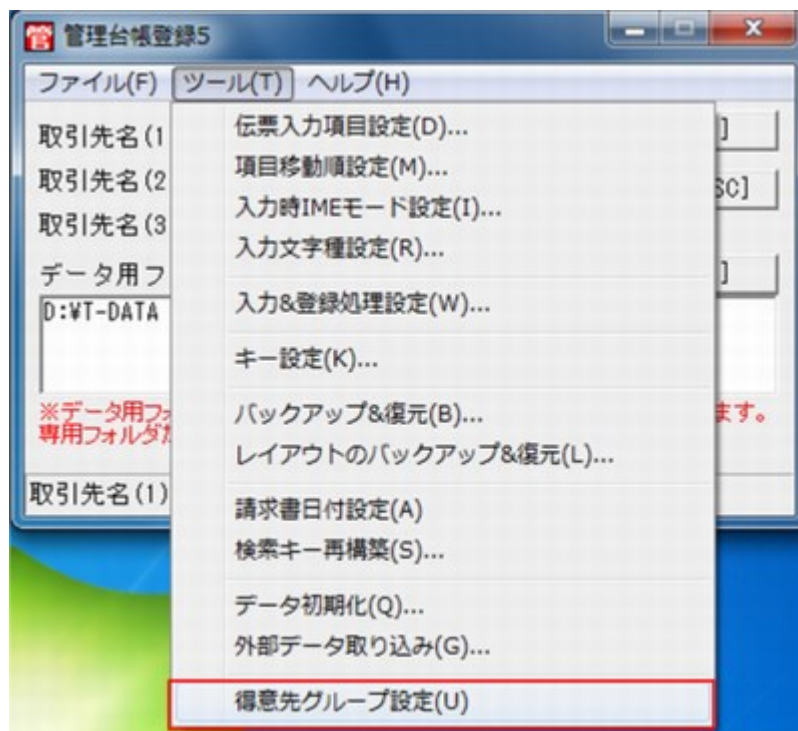 管 管理台帳登録5
ファイル(F) ツール(T) ヘルプ(H)
取引先名(1
取引先名(2
取引先名(3
データ用フ
D:¥T-DATA
※データ用フォ
専用フォルダだ
取引先名(1)
]
SC]
]
ます。
伝票入力項目設定(D)...
項目移動順設定(M)...
入力時IMEモード設定(I)...
入力文字種設定(R)...
入力&登録処理設定(W)...
キー設定(K)...
バックアップ&復元(B)...
レイアウトのバックアップ&復元(L)...
請求書日付設定(A)
検索キー再構築(S)...
データ初期化(Q)...
外部データ取り込み(G)...
得意先グループ設定(U)